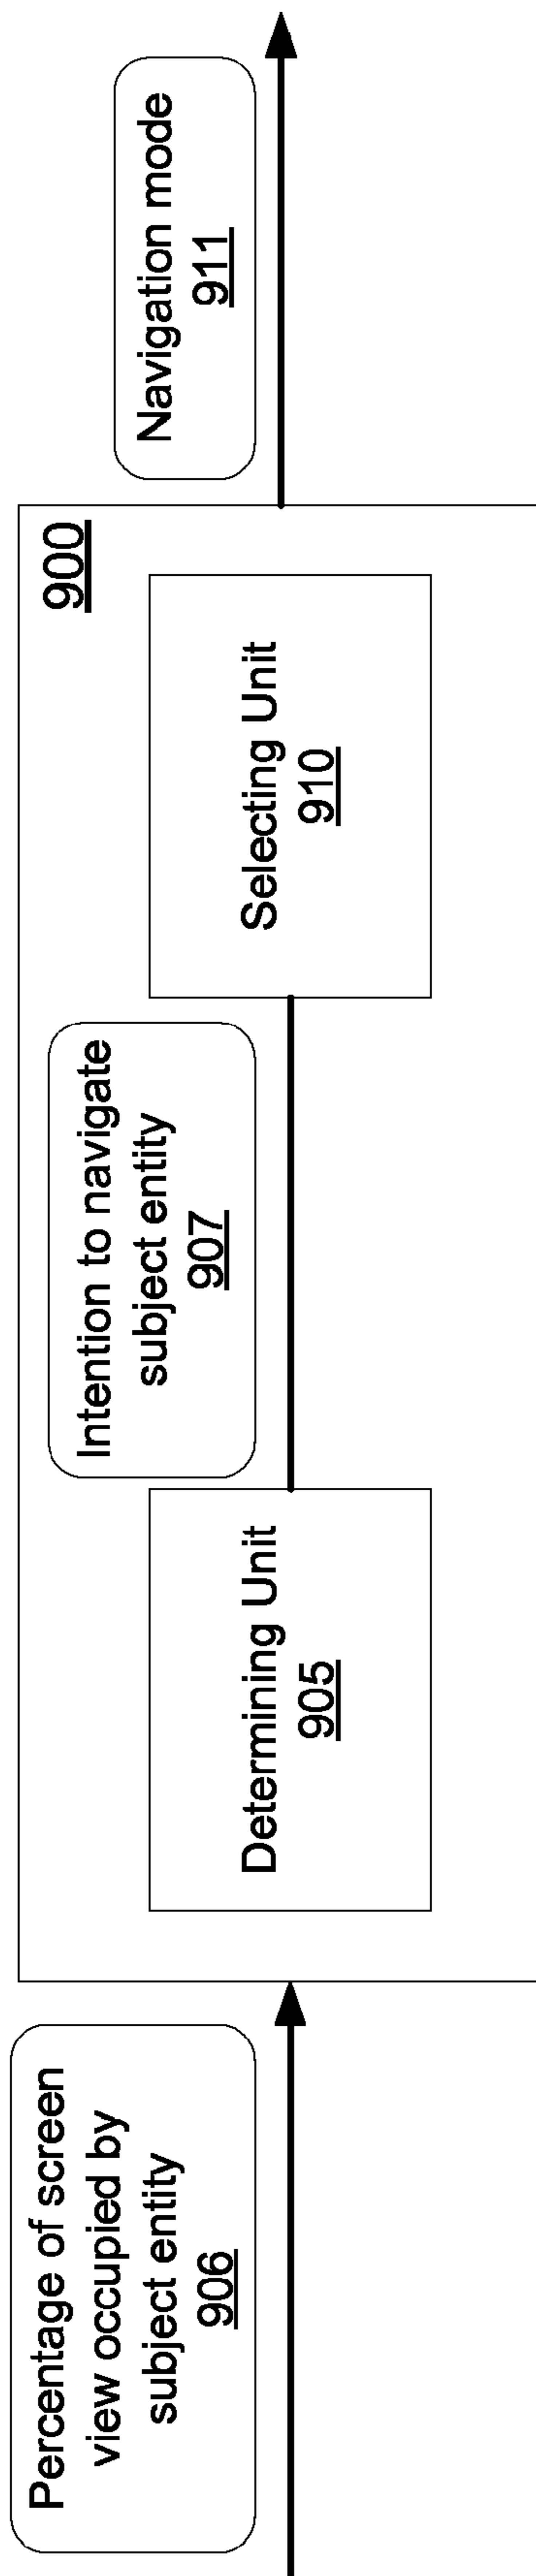 Percentage of screen
view occupied by
subject entity
906
900
Determining Unit
905
Intention to navigate
subject entity
907
Selecting Unit
910
Navigation mode
911